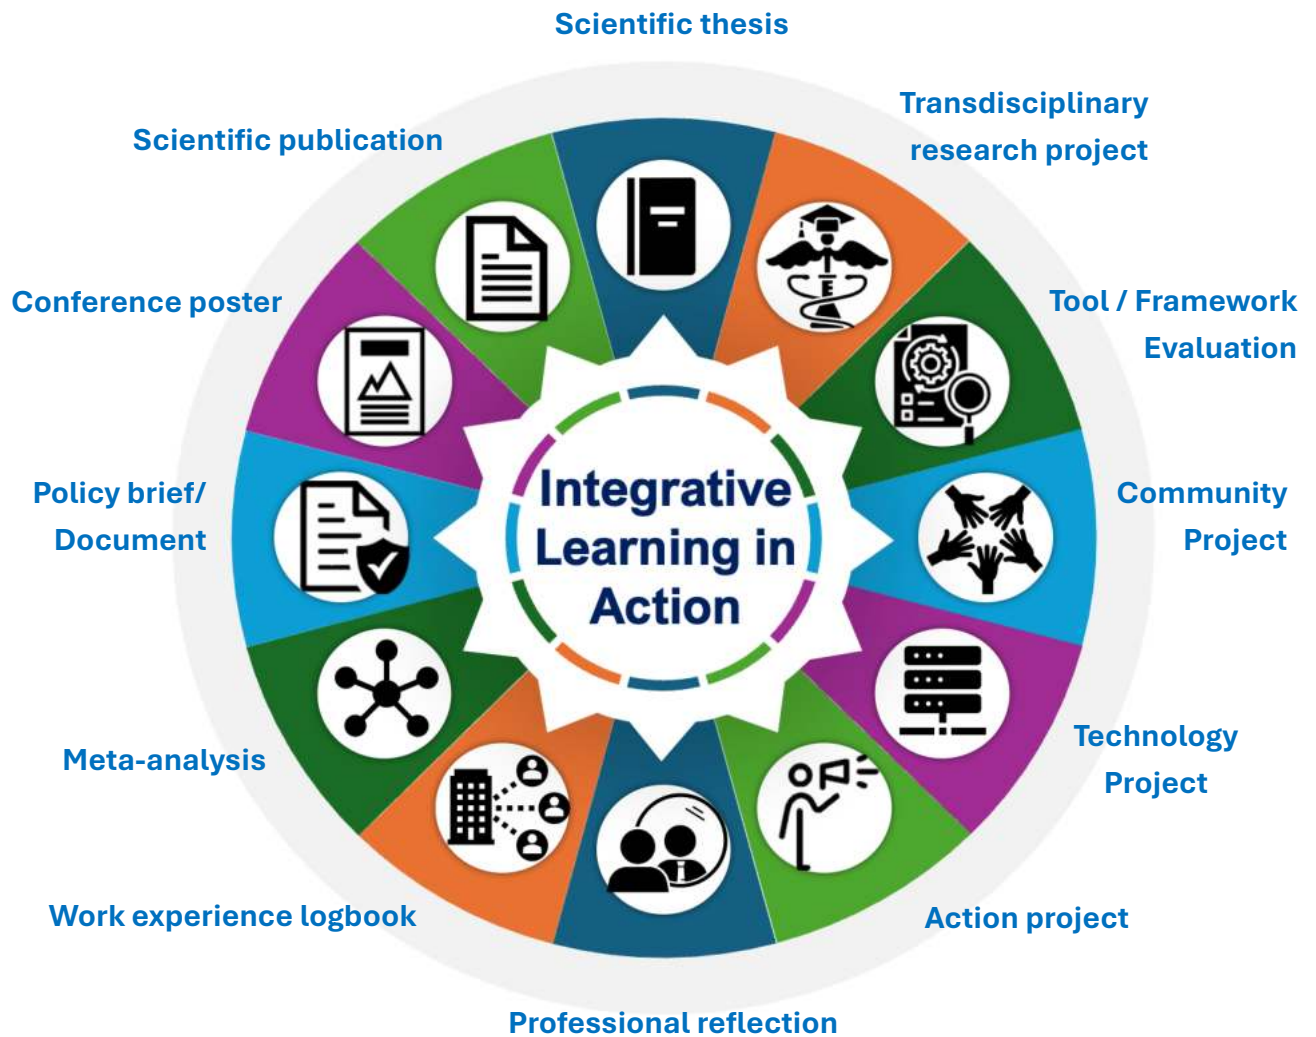 Scientific thesis
Transdisciplinary
research project
Scientific publication
Conference poster
Tool / Framework
Evaluation
Policy brief/
Document
Community
Project
Integrative
Learning in
Action
Meta-analysis
Technology
Project
Work experience logbook
Action project
Professional reflection